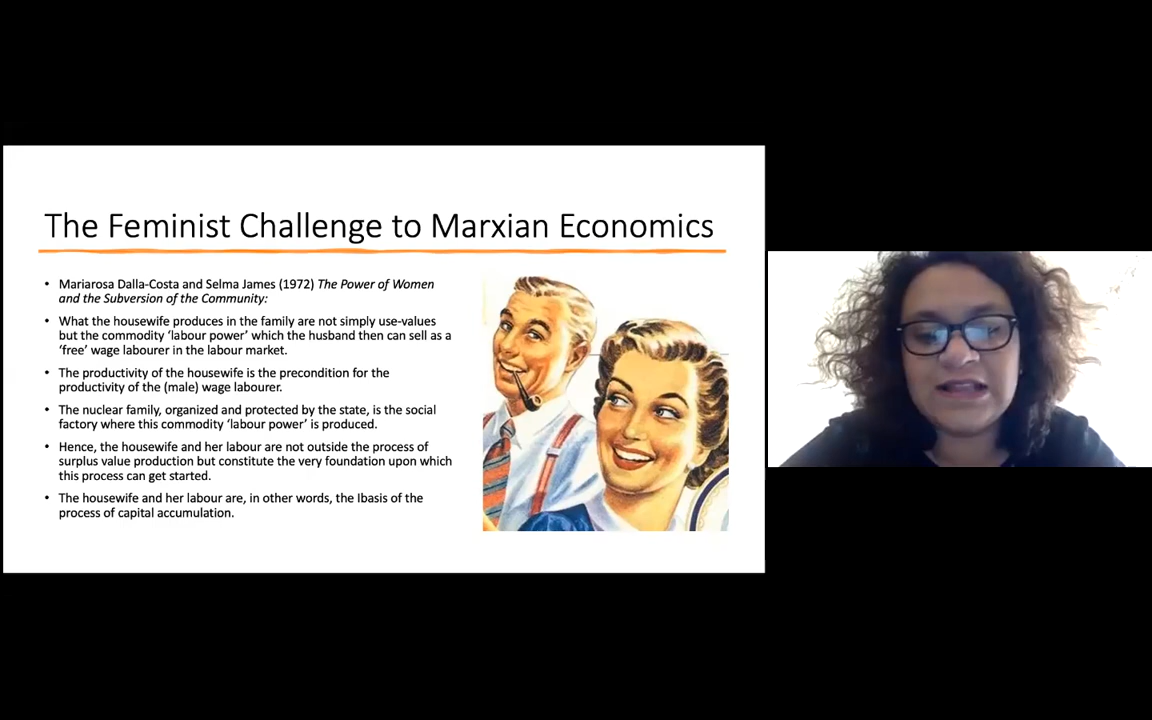 The Feminist Challenge to Marxian Economics
• Mariarosa Dalla-Costa and Selma James (1972) The Power of Women
and the Subversion of the Community:
• What the housewife produces in the family are not simply use-values
but the commodity ‘labour power’ which the husband then can sell as a
‘free’ wage labourer in the labour market.
• The productivity of the housewife is the precondition for the
productivity of the (male) wage labourer.
• The nuclear family, organized and protected by the state, is the social
factory where this commodity ‘labour power’ is produced.
• Hence, the housewife and her labour are not outside the process of
surplus value production but constitute the very foundation upon which
this process can get started.
• The housewife and her labour are, in other words, the Ibasis of the
process of capital accumulation.